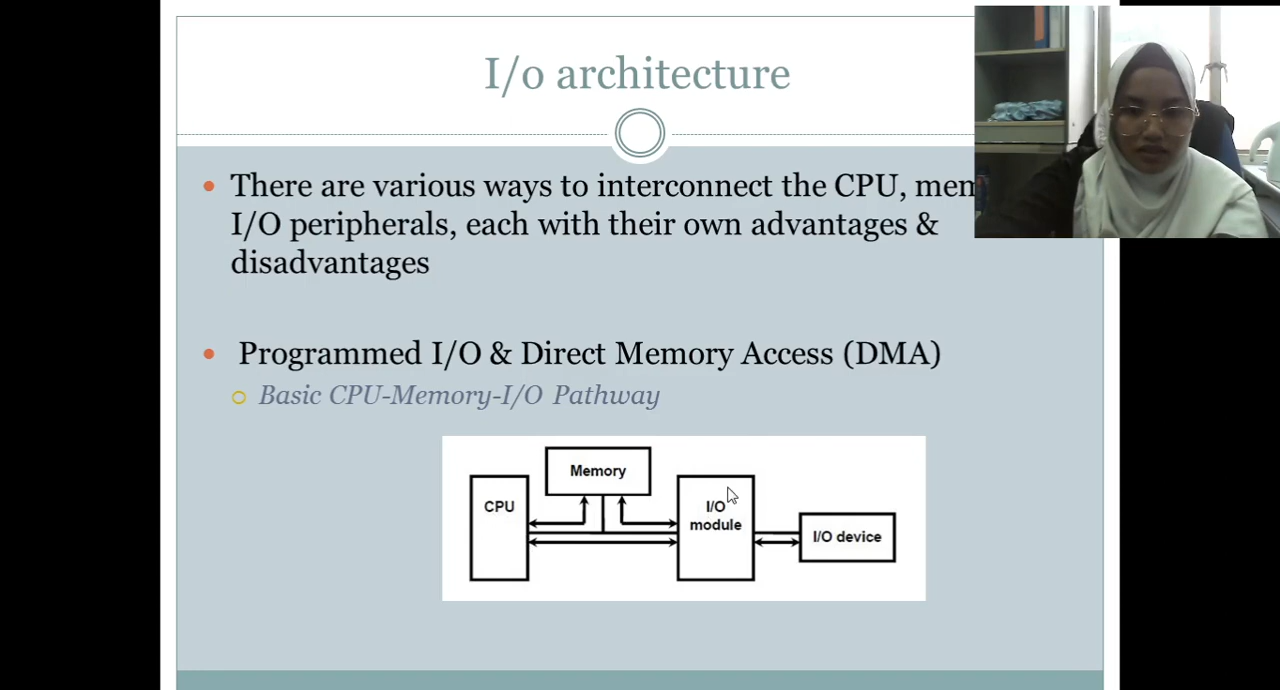 I/o architecture
There are various ways to interconnect the CPU,
I/O peripherals, each with their own advantages &
disadvantages
Programmed I/O & Direct Memory Access (DMA)
Basic CPU-Memory-I/O Pathway
Memory
CPU
I/O
module
I/O device